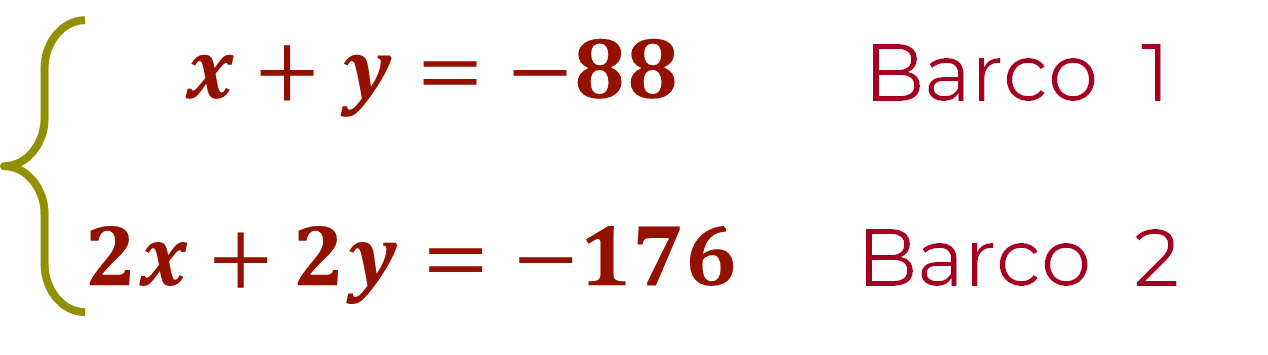 x + y = −88 Barco 1
2x + 2y = −176 Barco 2